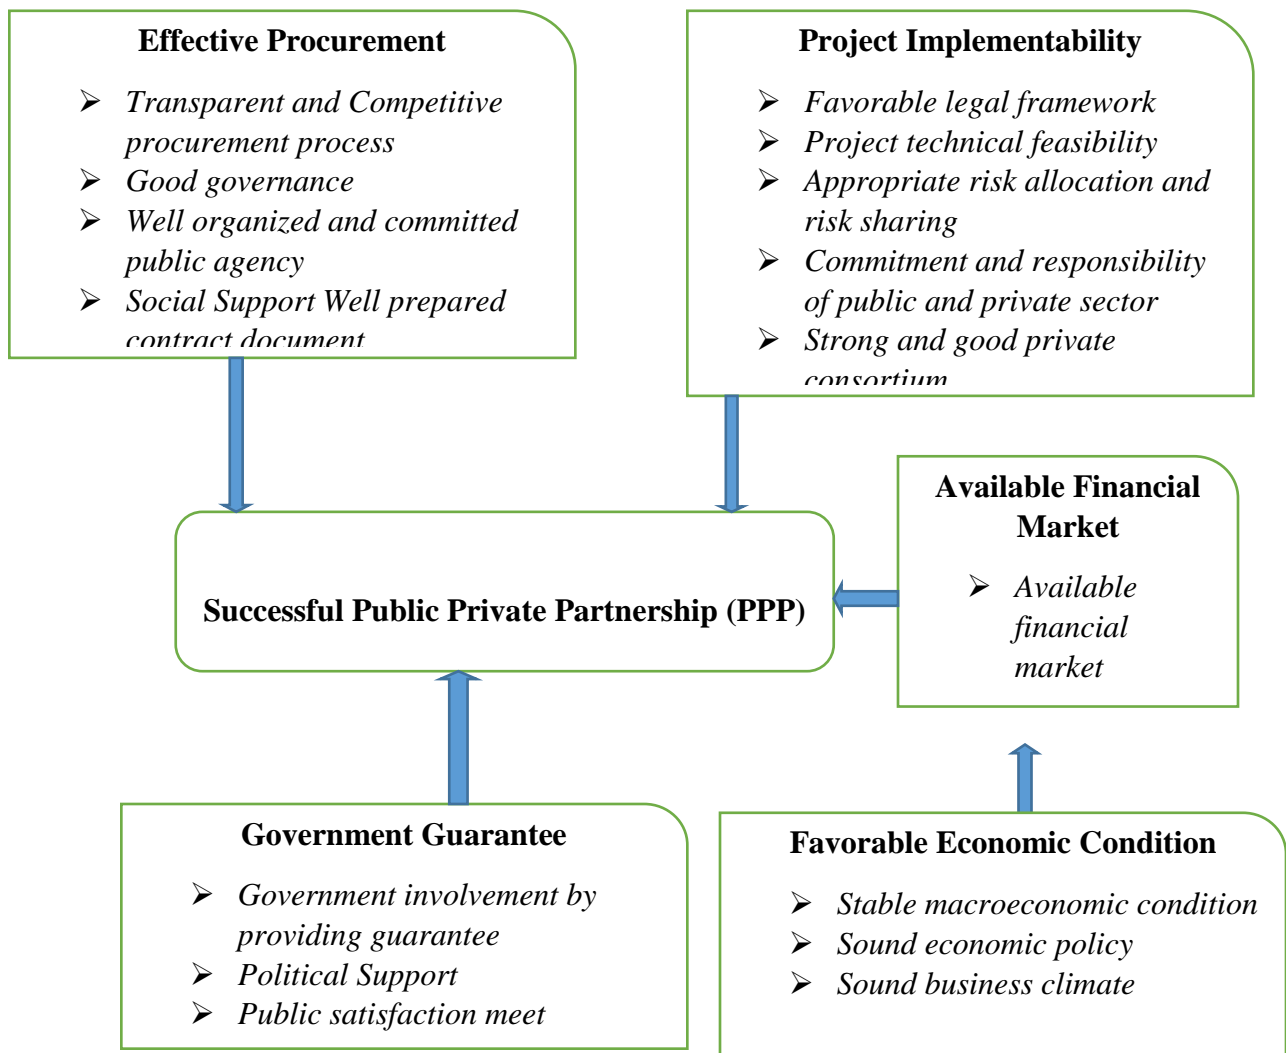 Effective Procurement
➢ Transparent and Competitive
procurement process
➢ Good governance
➢ Well organized and committed
public agency
➢ Social Support Well prepared
contract document
Project Implementability
➢ Favorable legal framework
➢ Project technical feasibility
➢ Appropriate risk allocation and
risk sharing
➢ Commitment and responsibility
of public and private sector
➢ Strong and good private
consortium
Available Financial
Market
➢ Available
financial
market
Successful Public Private Partnership (PPP)
Government Guarantee
➢ Government involvement by
providing guarantee
➢ Political Support
➢ Public satisfaction meet
Favorable Economic Condition
➢ Stable macroeconomic condition
➢ Sound economic policy
➢ Sound business climate